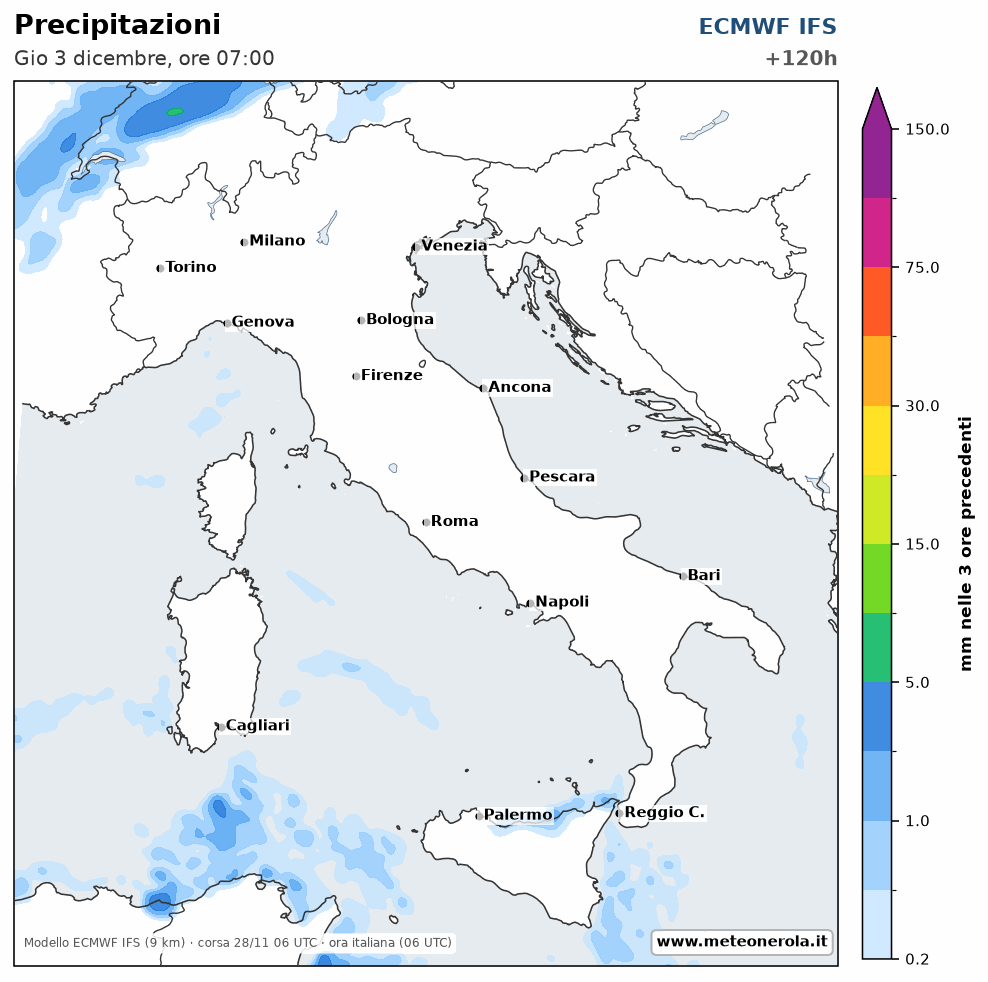 Precipitazioni
ECMWF IFS
Gio 3 dicembre, ore 07:00
+120h
Milano
Venezia
Torino
Genova
Bologna
Firenze
Ancona
Pescara
Roma
Bari
Napoli
Cagliari
Palermo
Reggio C.
150.0
75.0
30.0
15.0
5.0
1.0
0.2
mm nelle 3 ore precedenti
Modello ECMWF IFS (9 km) · corsa 28/11 06 UTC · ora italiana (06 UTC)
www.meteonerola.it